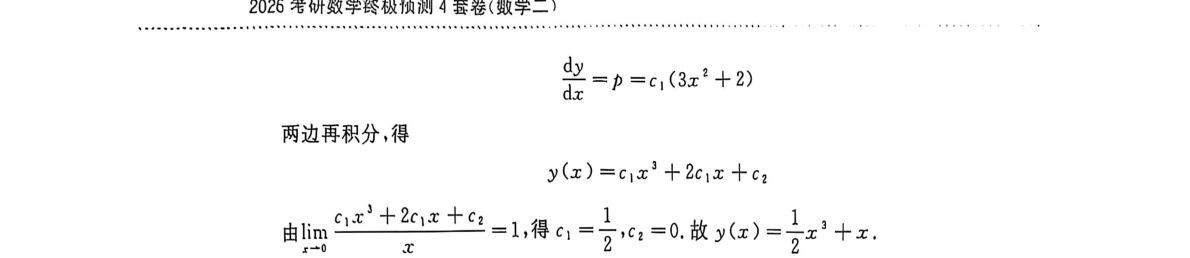 2026 考研数学终极预测 4 套卷(数学二)
dy/dx = p = c₁(3x² + 2)
两边再积分,得
y(x) = c₁x³ + 2c₁x + c₂
由 lim_{x→0} (c₁x³ + 2c₁x + c₂)/x = 1,得 c₁ = 1/2, c₂ = 0. 故 y(x) = 1/2 x³ + x.